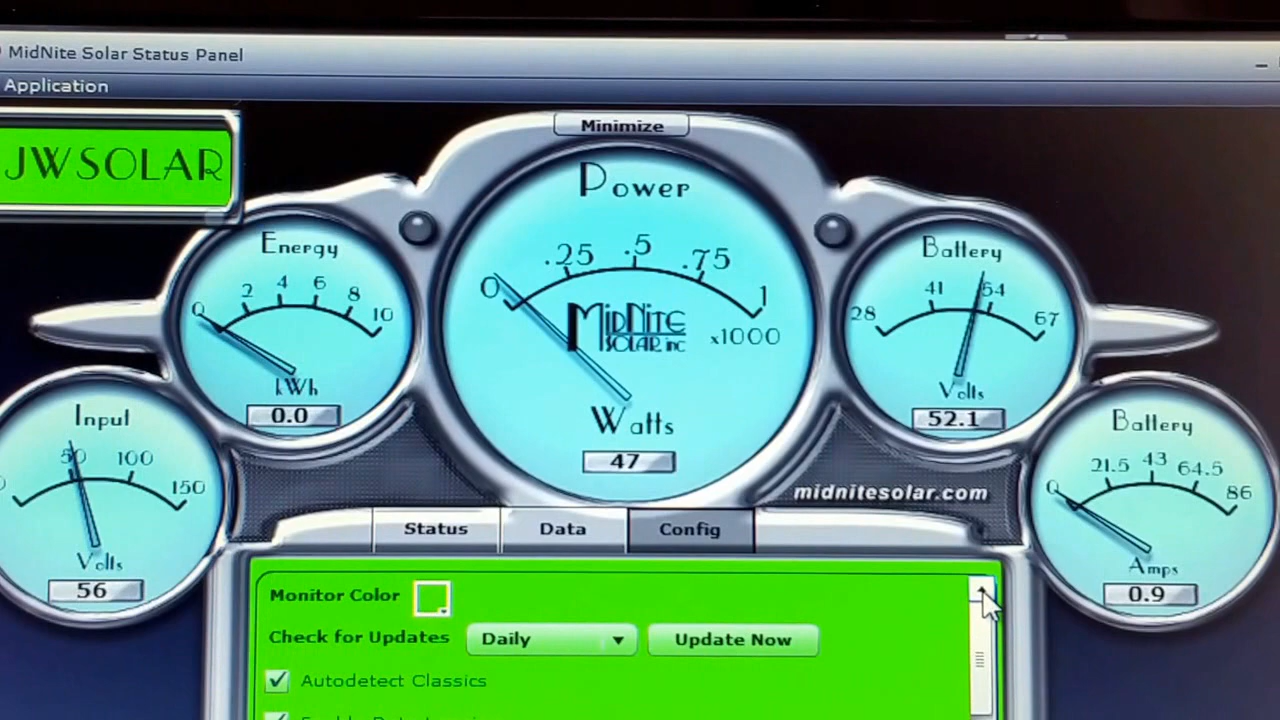 MidNite Solar Status Panel
Application
JWSOLAR
Minimize
Power
0 .25 .5 .75 1
x1000
MidNite
SOLAR inc
Watts
47
Energy
0 2 4 6 8 10
kWh
0.0
Battery
28 41 54 67
Volts
52.1
Input
0 50 100 150
Volts
56
Battery
0 21.5 43 64.5 86
Amps
0.9
midnitesolar.com
Status Data Config
Monitor Color
Check for Updates Daily Update Now
Autodetect Classics